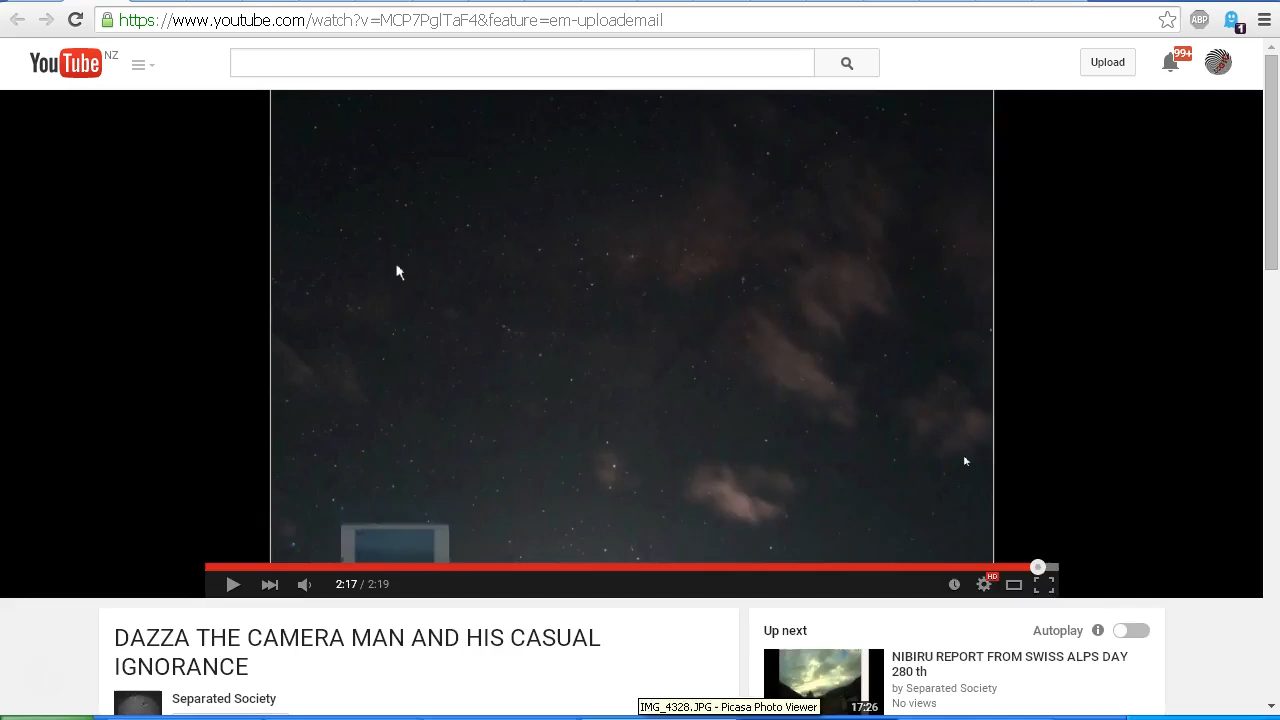 https://www.youtube.com/watch?v=MCP7PglTaF4&feature=em-uploademail
ABP
1
YouTube NZ
Upload
99+
2:17 / 2:19
HD
DAZZA THE CAMERA MAN AND HIS CASUAL
IGNORANCE
Separated Society
Up next
Autoplay
NIBIRU REPORT FROM SWISS ALPS DAY
280 th
by Separated Society
No views
17:26
IMG_4328.JPG - Picasa Photo Viewer